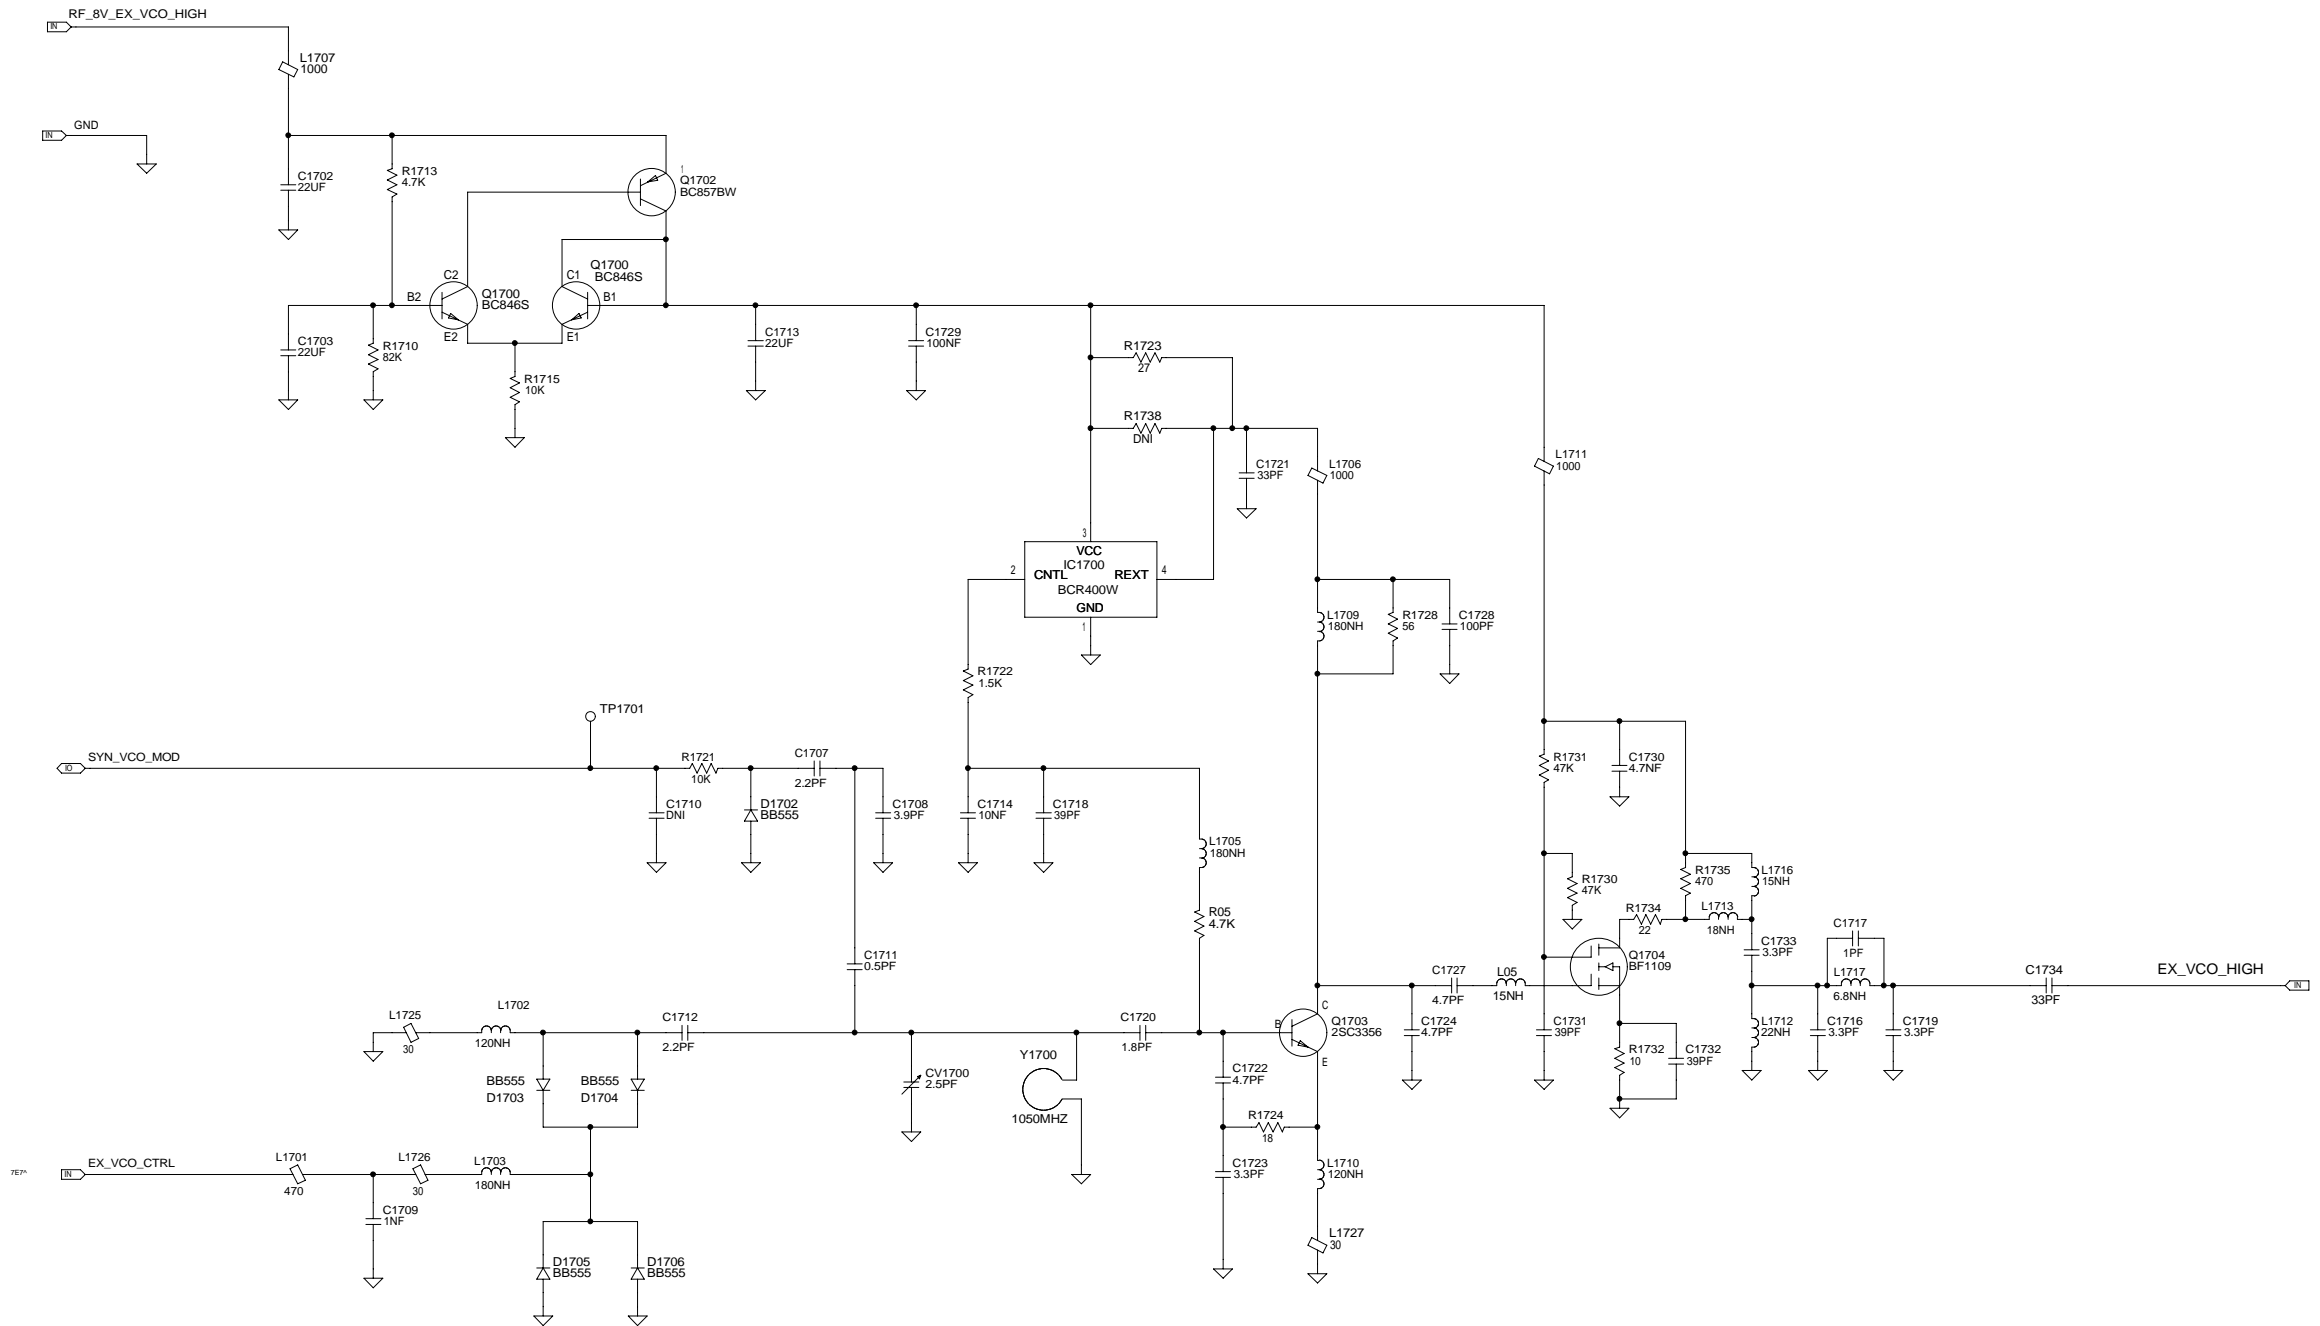 RF_8V_EX_VCO_HIGH
IN
L1707
1000
GND
IN
C1702
22UF
R1713
4.7K
1
Q1702
BC857BW
C2
B2
E2
Q1700
BC846S
Q1700
BC846S
C1
B1
E1
C1703
22UF
R1710
82K
R1715
10K
C1713
22UF
C1729
100NF
R1723
27
R1738
DNI
C1721
33PF
L1706
1000
L1711
1000
3
VCC
IC1700
2
CNTL
REXT
4
BCR400W
GND
1
L1709
180NH
R1728
56
C1728
100PF
R1722
1.5K
TP1701
SYN_VCO_MOD
IO
R1721
10K
C1707
2.2PF
C1710
DNI
D1702
BB555
C1708
3.9PF
C1714
10NF
C1718
39PF
L1705
180NH
R05
4.7K
C1711
0.5PF
R1731
47K
C1730
4.7NF
R1730
47K
R1735
470
L1716
15NH
R1734
22
L1713
18NH
Q1704
BF1109
C1733
3.3PF
C1717
1PF
L1717
6.8NH
C1734
33PF
EX_VCO_HIGH
IN
C1727
4.7PF
L05
15NH
C1724
4.7PF
C1731
39PF
R1732
10
C1732
39PF
L1712
22NH
C1716
3.3PF
C1719
3.3PF
L1725
30
L1702
120NH
C1712
2.2PF
BB555
D1703
BB555
D1704
CV1700
2.5PF
Y1700
1050MHZ
C1720
1.8PF
B
C
E
Q1703
2SC3356
C1722
4.7PF
R1724
18
C1723
3.3PF
L1710
120NH
L1727
30
7E7^
IN
EX_VCO_CTRL
L1701
470
L1726
30
L1703
180NH
C1709
1NF
D1705
BB555
D1706
BB555